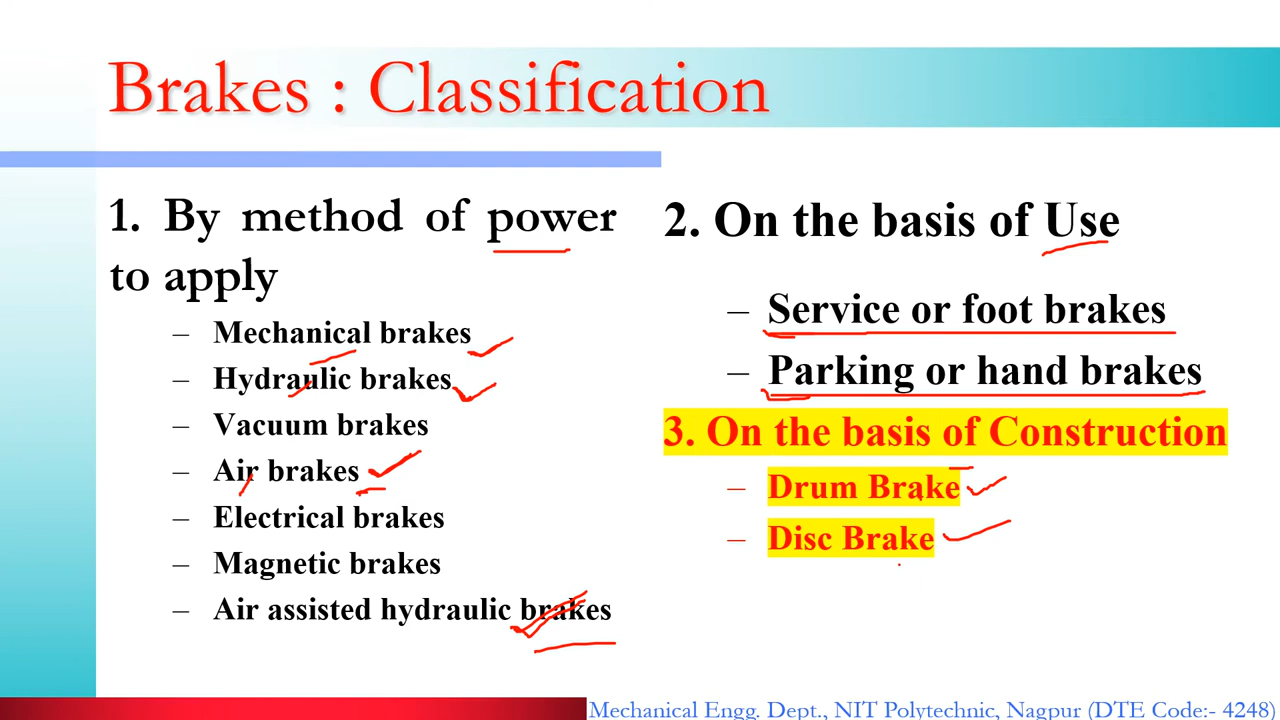 Brakes : Classification
1. By method of power
to apply
– Mechanical brakes
– Hydraulic brakes
– Vacuum brakes
– Air brakes
– Electrical brakes
– Magnetic brakes
– Air assisted hydraulic brakes
2. On the basis of Use
– Service or foot brakes
– Parking or hand brakes
3. On the basis of Construction
– Drum Brake
– Disc Brake
Mechanical Engg. Dept., NIT Polytechnic, Nagpur (DTE Code:- 4248)